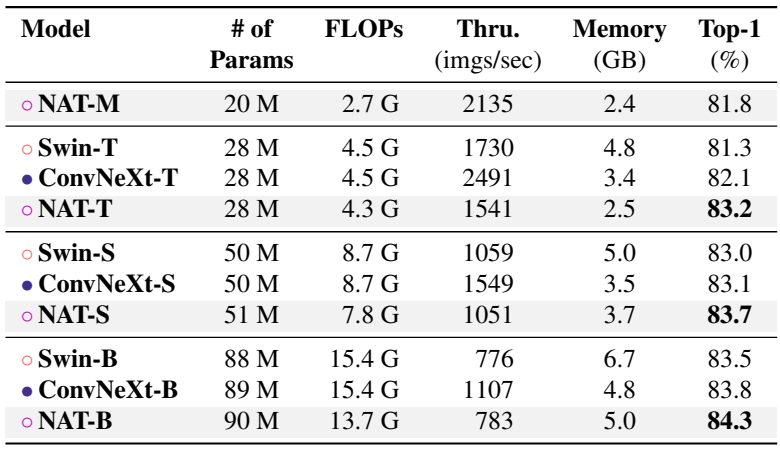 Model # of FLOPs Thru. Memory Top-1
Params (imgs/sec) (GB) (%)
○ NAT-M 20 M 2.7 G 2135 2.4 81.8
○ Swin-T 28 M 4.5 G 1730 4.8 81.3
● ConvNeXt-T 28 M 4.5 G 2491 3.4 82.1
○ NAT-T 28 M 4.3 G 1541 2.5 83.2
○ Swin-S 50 M 8.7 G 1059 5.0 83.0
● ConvNeXt-S 50 M 8.7 G 1549 3.5 83.1
○ NAT-S 51 M 7.8 G 1051 3.7 83.7
○ Swin-B 88 M 15.4 G 776 6.7 83.5
● ConvNeXt-B 89 M 15.4 G 1107 4.8 83.8
○ NAT-B 90 M 13.7 G 783 5.0 84.3